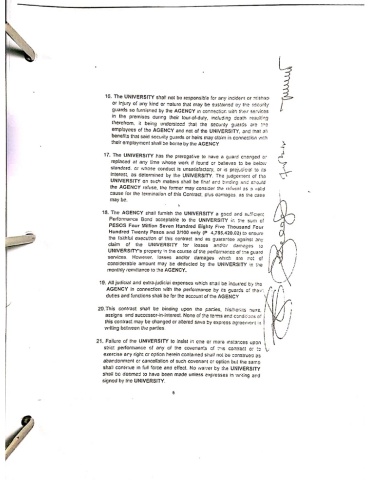 16. The UNIVERSITY shall not be responsible for any incident or mishap
or injury of any kind or nature that may be sustained by the security
guards so furnished by the AGENCY in connection with their services
in the premises during their tour-of-duty, including death resulting
therefrom, it being understood that the security guards are the
employees of the AGENCY and not of the UNIVERSITY, and that all
benefits that said security guards or heirs may claim in connection with
their employment shall be borne by the AGENCY
17. The UNIVERSITY has the prerogative to have a guard changed or
replaced at any time whose work if found or believes to be below
standard, or whose conduct is unsatisfactory, or is prejudicial to its
interest, as determined by the UNIVERSITY. The judgement of the
UNIVERSITY on such matters shall be final and binding and should
the AGENCY refuse, the former may consider the refusal as a valid
cause for the termination of this Contract, plus damages, as the case
may be.
18. The AGENCY shall furnish the UNIVERSITY a good and sufficient
Performance Bond acceptable to the UNIVERSITY in the sum of
PESOS Four Million Seven Hundred Eighty Five Thousand Four
Hundred Twenty Pesos and 3/100 only (P 4,785,420.03) to ensure
the faithful execution of this contract and as guarantee against any
claim of the UNIVERSITY for losses and/or damages to
UNIVERSITY's property in the course of the performance of the guard
services. However, losses and/or damages which are not of
considerable amount may be deducted by the UNIVERSITY in the
monthly remittance to the AGENCY.
19. All judicial and extra-judicial expenses which shall be incurred by the
AGENCY in connection with the performance by its guards of their
duties and functions shall be for the account of the AGENCY
20. This contract shall be binding upon the parties, their heirs,
assigns and successor-in-interest. None of the terms and conditions of
this contract may be changed or altered save by express agreement in
writing between the parties.
21. Failure of the UNIVERSITY to insist in one or more instances upon
strict performance of any of the covenants of this contract or to
exercise any right or option herein contained shall not be construed as
abandonment or cancellation of such covenant or option but the same
shall continue in full force and effect. No waiver by the UNIVERSITY
shall be deemed to have been made unless expresses in writing and
signed by the UNIVERSITY.